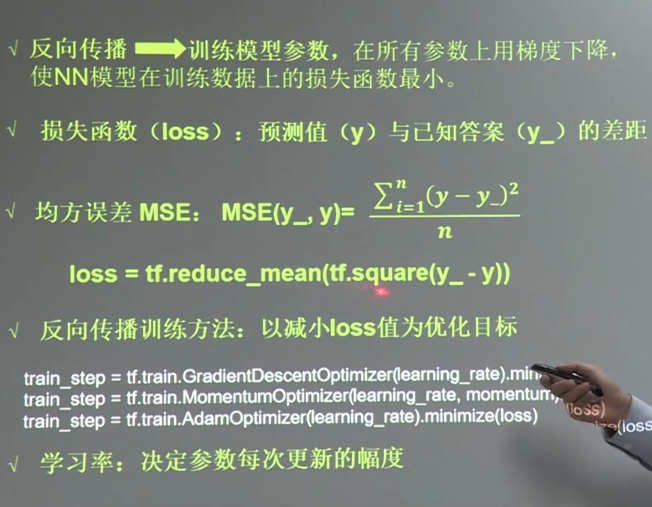 √ 反向传播 ➡ 训练模型参数，在所有参数上用梯度下降，
使NN模型在训练数据上的损失函数最小。
√ 损失函数（loss）：预测值（y）与已知答案（y_）的差距
√ 均方误差 MSE： MSE(y_, y)= \frac{\sum_{i=1}^{n}(y - y\_)^2}{n}
loss = tf.reduce_mean(tf.square(y_ - y))
√ 反向传播训练方法：以减小loss值为优化目标
train_step = tf.train.GradientDescentOptimizer(learning_rate).min
train_step = tf.train.MomentumOptimizer(learning_rate, momentum) (loss)
train_step = tf.train.AdamOptimizer(learning_rate).minimize(loss) (loss
√ 学习率：决定参数每次更新的幅度